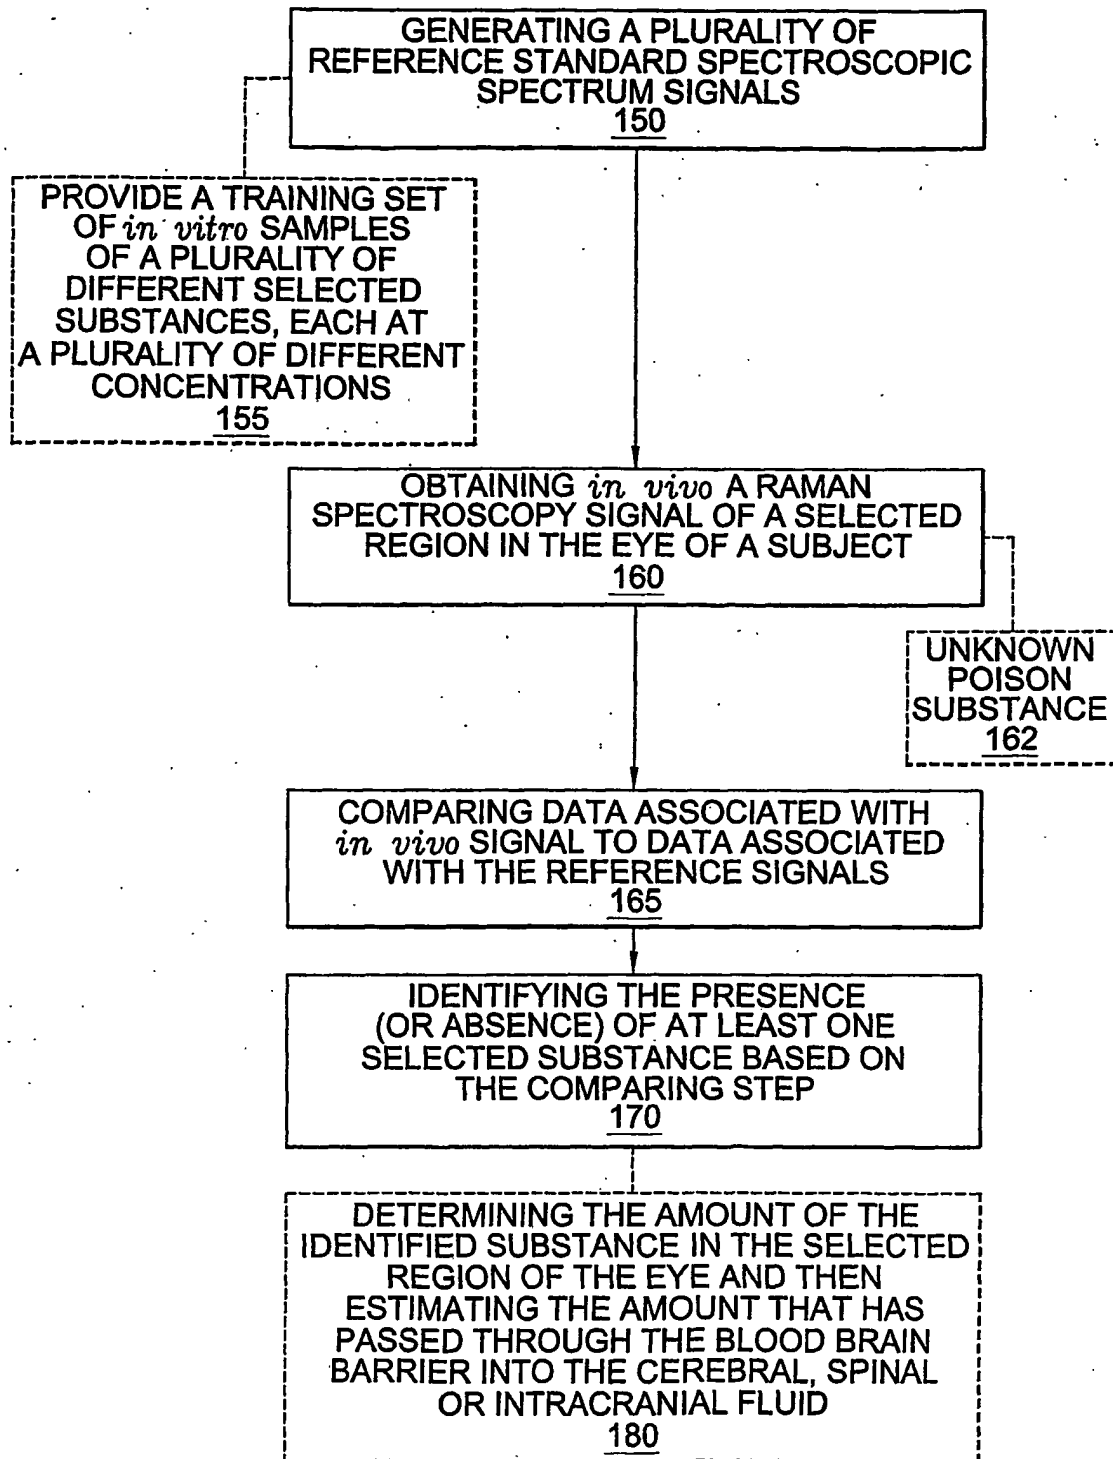 GENERATING A PLURALITY OF
REFERENCE STANDARD SPECTROSCOPIC
SPECTRUM SIGNALS
150
PROVIDE A TRAINING SET
OF in vitro SAMPLES
OF A PLURALITY OF
DIFFERENT SELECTED
SUBSTANCES, EACH AT
A PLURALITY OF DIFFERENT
CONCENTRATIONS
155
OBTAINING in vivo A RAMAN
SPECTROSCOPY SIGNAL OF A SELECTED
REGION IN THE EYE OF A SUBJECT
160
UNKNOWN
POISON
SUBSTANCE
162
COMPARING DATA ASSOCIATED WITH
in vivo SIGNAL TO DATA ASSOCIATED
WITH THE REFERENCE SIGNALS
165
IDENTIFYING THE PRESENCE
(OR ABSENCE) OF AT LEAST ONE
SELECTED SUBSTANCE BASED ON
THE COMPARING STEP
170
DETERMINING THE AMOUNT OF THE
IDENTIFIED SUBSTANCE IN THE SELECTED
REGION OF THE EYE AND THEN
ESTIMATING THE AMOUNT THAT HAS
PASSED THROUGH THE BLOOD BRAIN
BARRIER INTO THE CEREBRAL, SPINAL
OR INTRACRANIAL FLUID
180